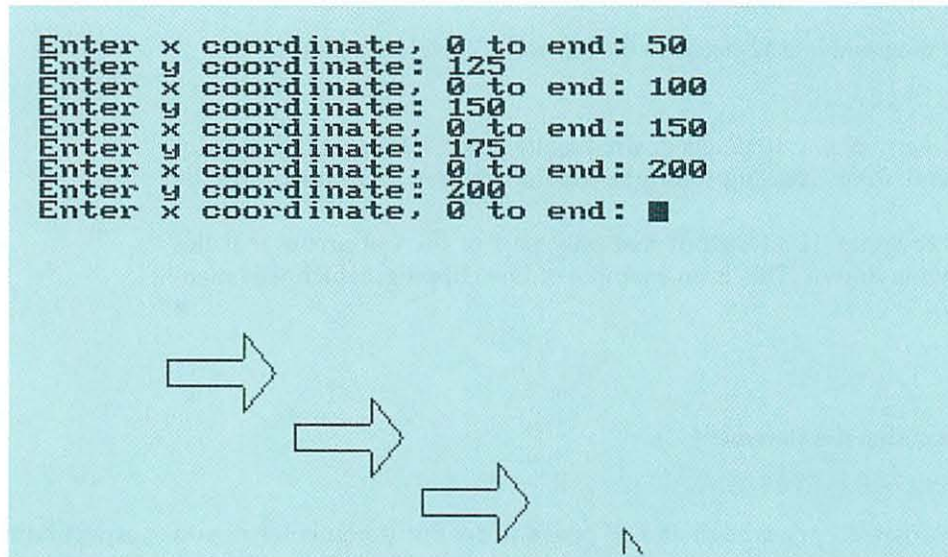 Enter x coordinate, 0 to end: 50
Enter y coordinate: 125
Enter x coordinate, 0 to end: 100
Enter y coordinate: 150
Enter x coordinate, 0 to end: 150
Enter y coordinate: 175
Enter x coordinate, 0 to end: 200
Enter y coordinate: 200
Enter x coordinate, 0 to end: